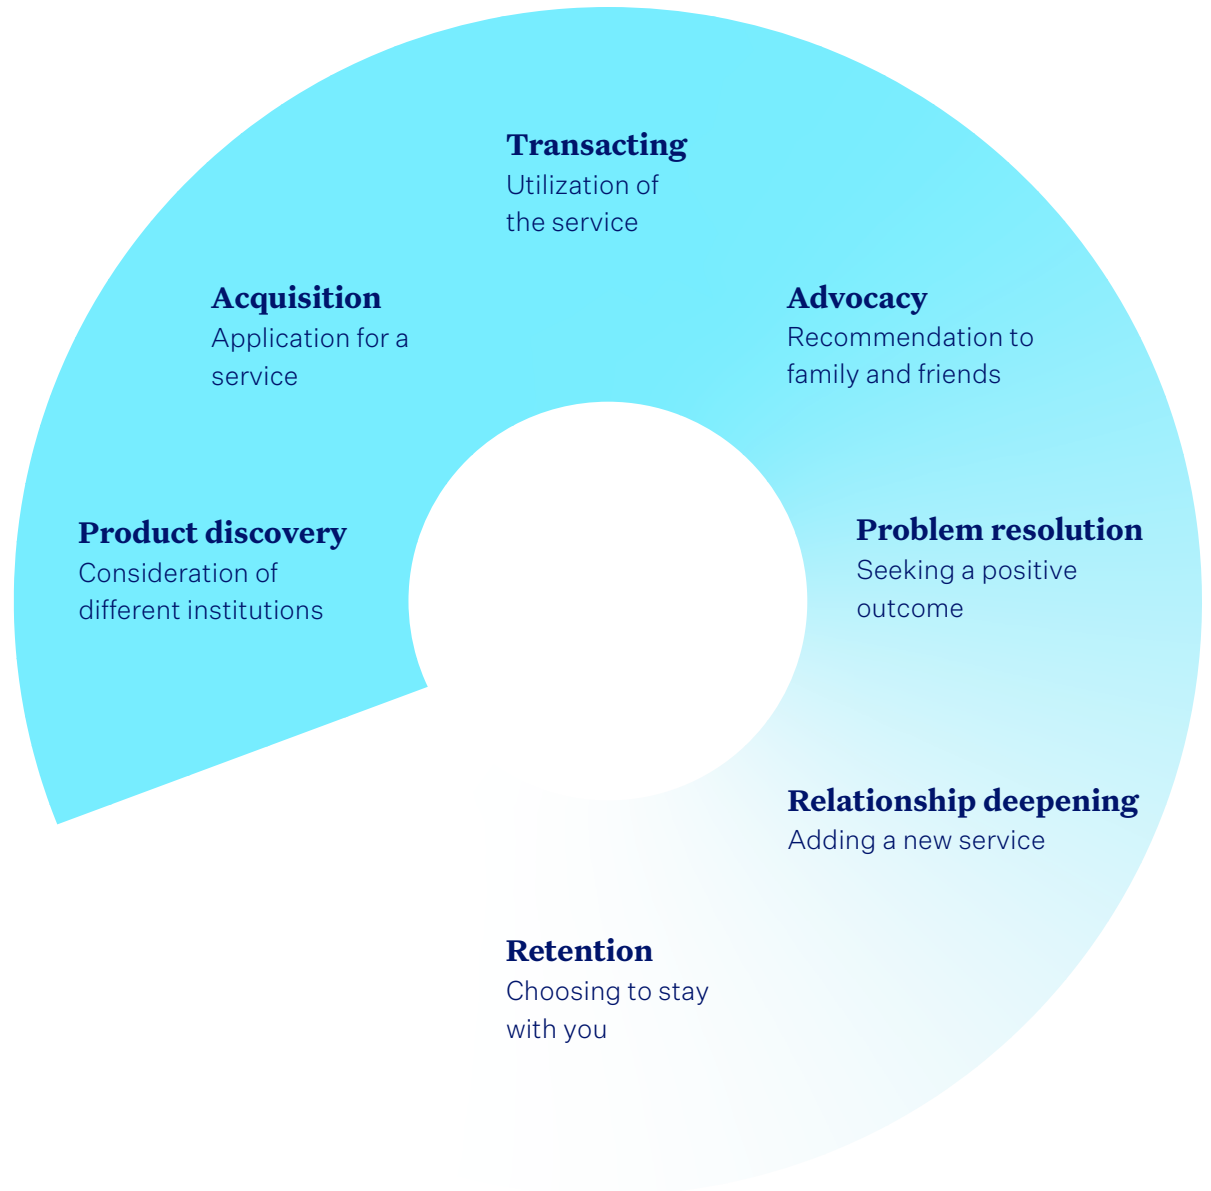 Transacting
Utilization of
the service
Acquisition
Application for a
service
Advocacy
Recommendation to
family and friends
Product discovery
Consideration of
different institutions
Problem resolution
Seeking a positive
outcome
Relationship deepening
Adding a new service
Retention
Choosing to stay
with you